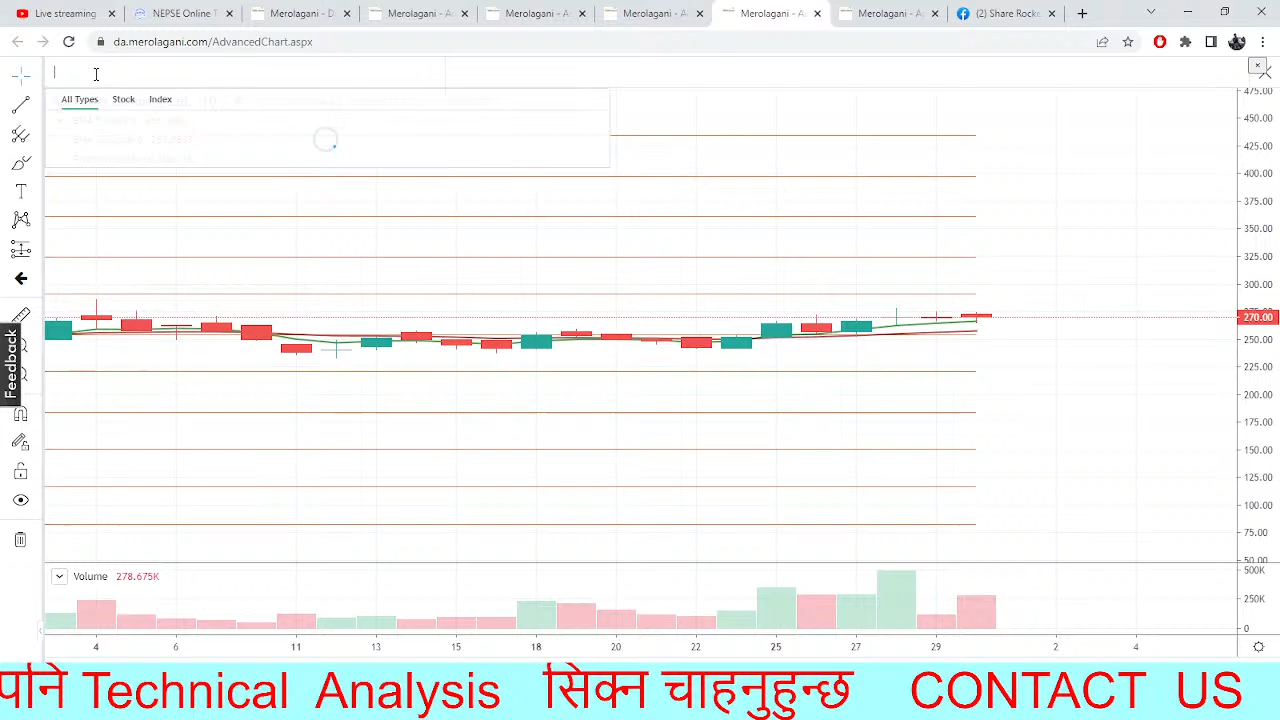 Live streaming
NEPSE Online T
Merolagani - D
Merolagani - A
Merolagani - A
Merolagani - A
Merolagani - A
Merolagani - A
(2) Share Rocke
da.merolagani.com/AdvancedChart.aspx
All Types Stock Index
475.00
450.00
425.00
400.00
375.00
350.00
325.00
300.00
270.00
250.00
225.00
200.00
175.00
150.00
125.00
100.00
75.00
50.00
Feedback
Volume 278.675K
500K
250K
0
4 6 11 13 15 18 20 22 25 27 29 2 4
पनि Technical Analysis सिक्न चाहनुहुन्छ CONTACT US